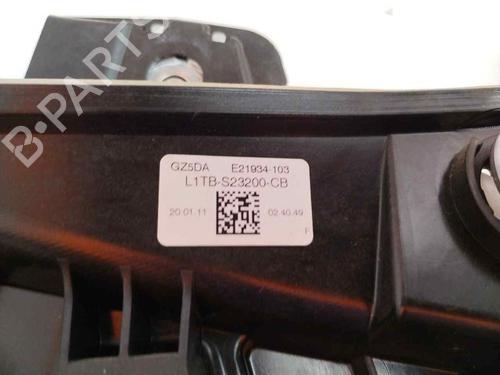 B-PARTS
GZ5DA E21934-103
L1TB-S23200-CB
20.01.11 02.40.49
F